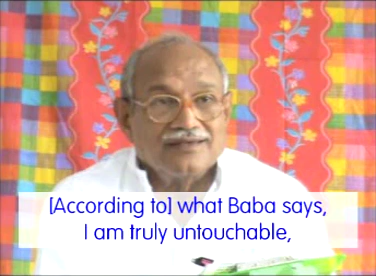 [According to] what Baba says,
I am truly untouchable,